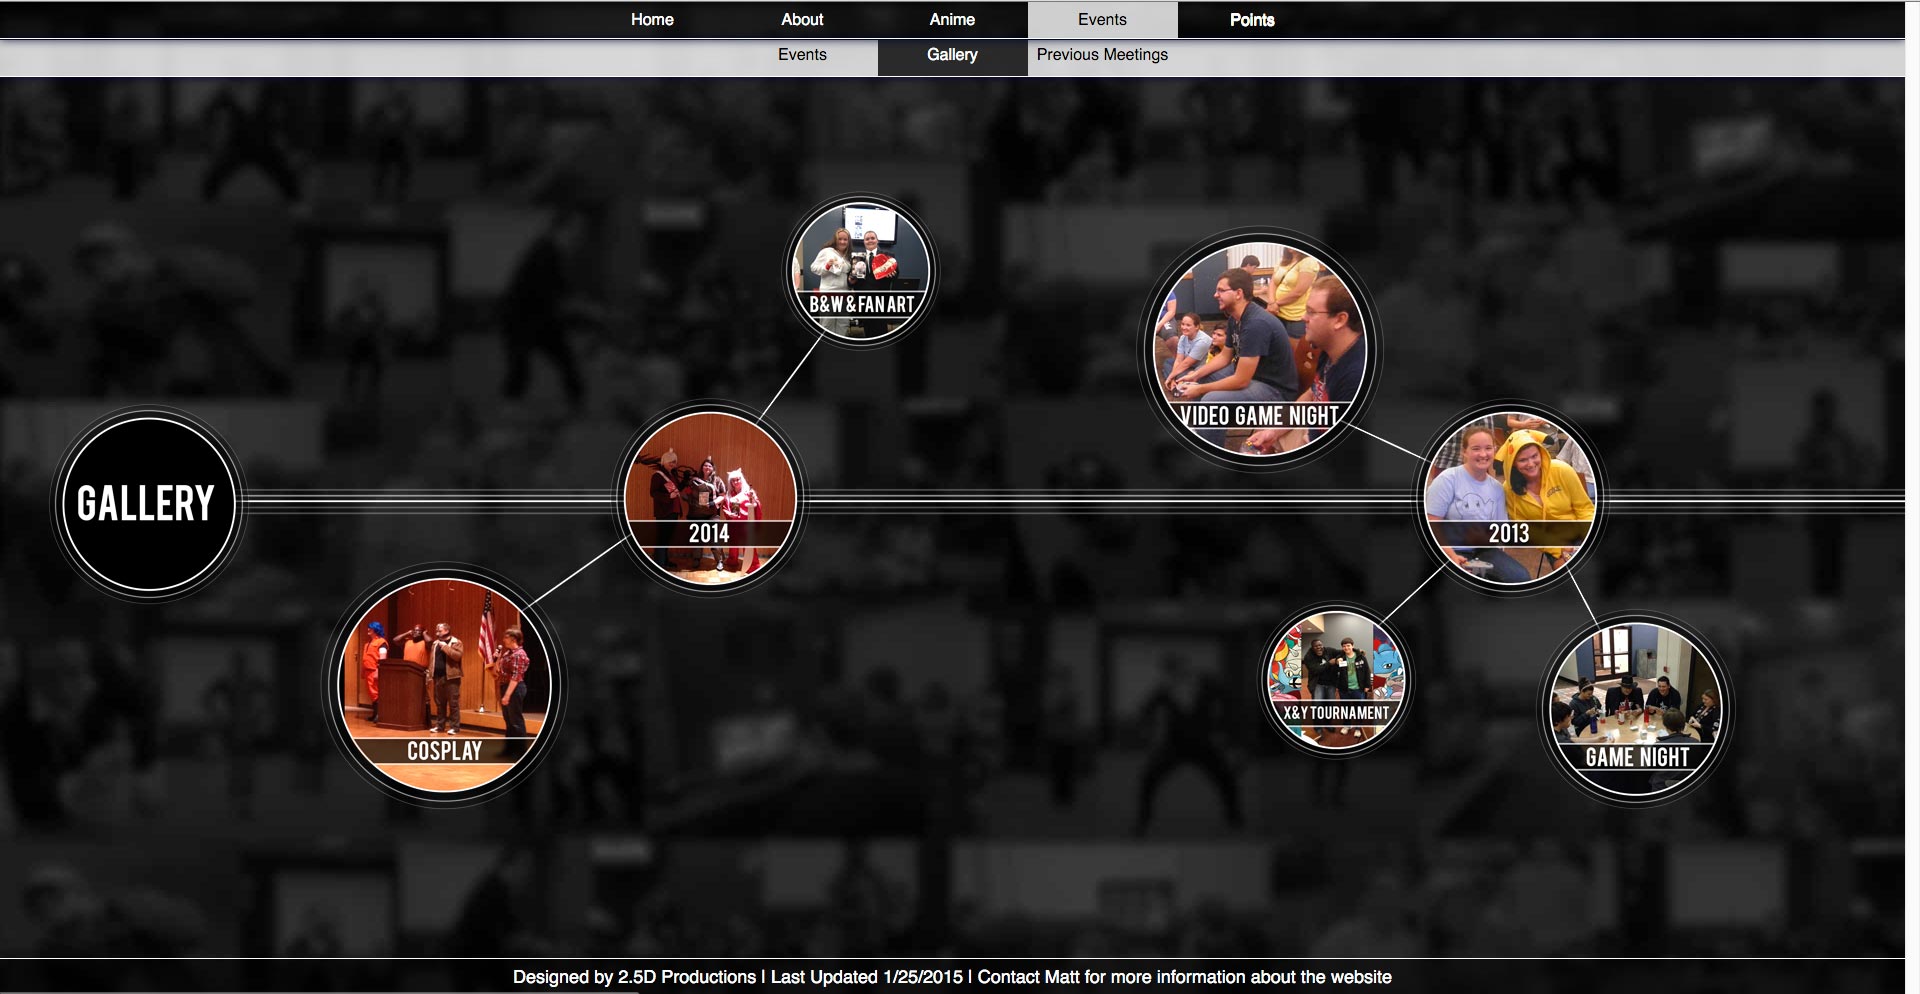 Home About Anime Events Points
Events Gallery Previous Meetings
B&W & FAN ART
VIDEO GAME NIGHT
GALLERY
2014
2013
COSPLAY
X&Y TOURNAMENT
GAME NIGHT
Designed by 2.5D Productions | Last Updated 1/25/2015 | Contact Matt for more information about the website